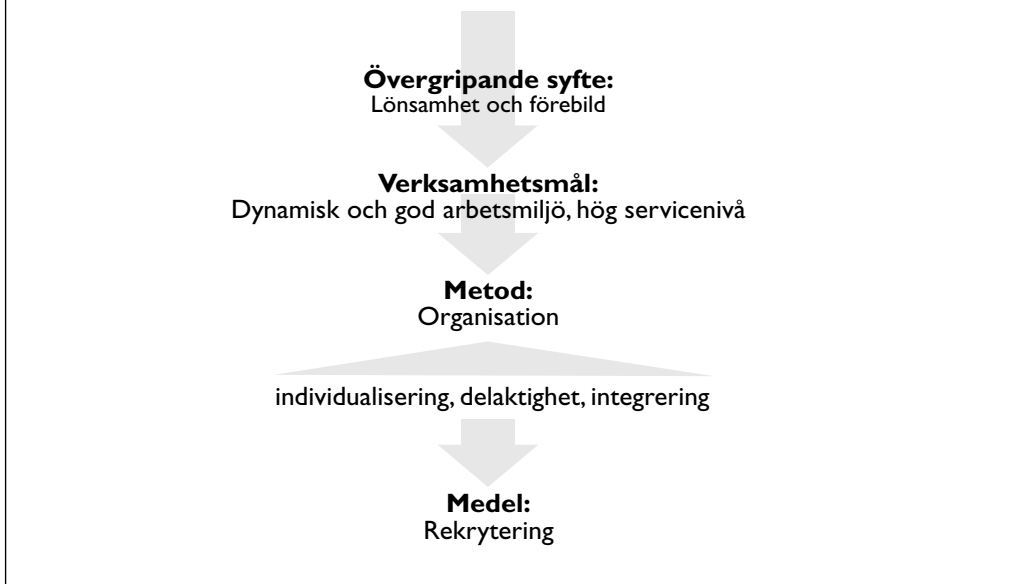 Övergripande syfte:
Lönsamhet och förebild
Verksamhetsmål:
Dynamisk och god arbetsmiljö, hög servicenivå
Metod:
Organisation
individualisering, delaktighet, integrering
Medel:
Rekrytering